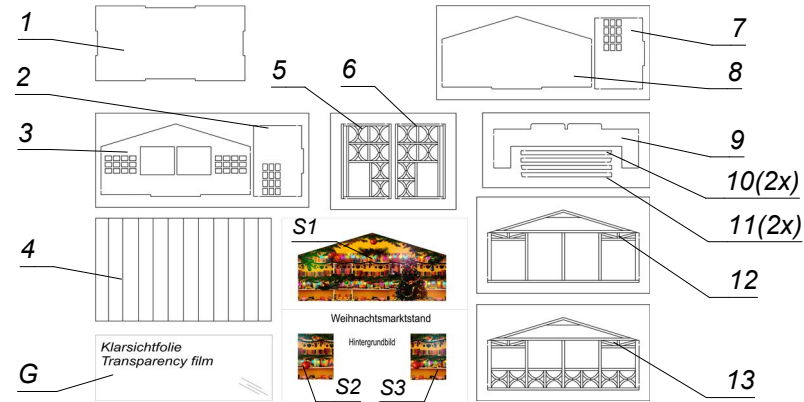 1
2
3
4
G
5
6
7
8
9
10(2x)
11(2x)
12
13
S1
Weihnachtsmarktstand
Hintergrundbild
S2
S3
Klarsichtfolie
Transparency film